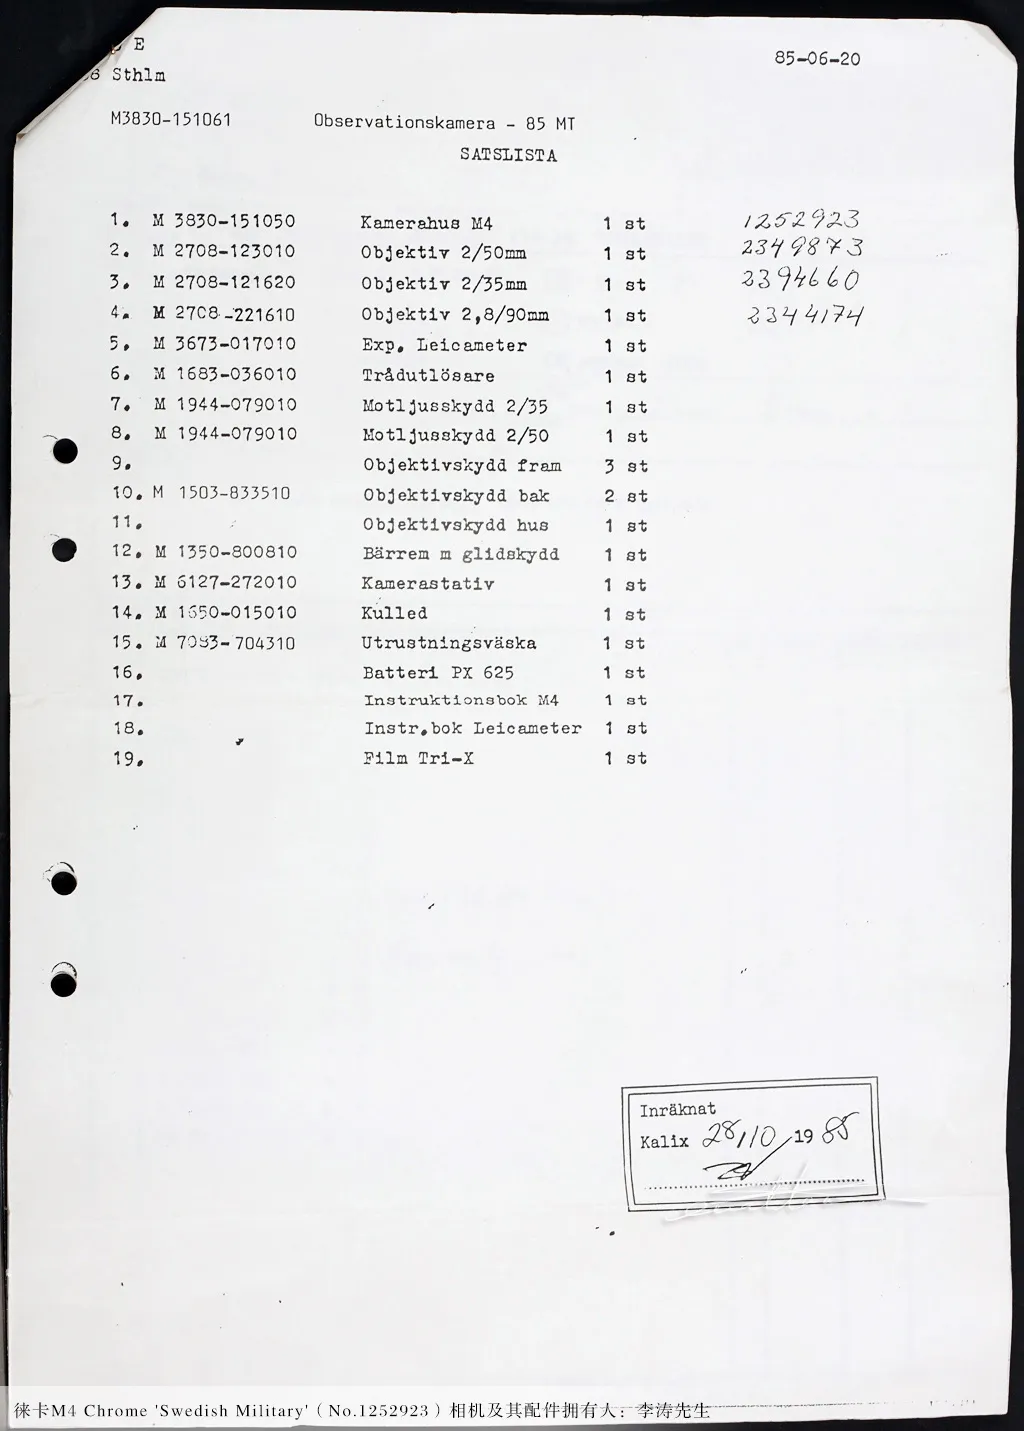 E
Sthlm
85-06-20
M3830-151061 Observationskamera - 85 MT
SATSLISTA
1. M 3830-151050 Kamerahus M4 1 st 1252923
2. M 2708-123010 Objektiv 2/50mm 1 st 2349873
3. M 2708-121620 Objektiv 2/35mm 1 st 2394660
4. M 2708-221610 Objektiv 2,8/90mm 1 st 2344174
5. M 3673-017010 Exp. Leicameter 1 st
6. M 1683-036010 Trådutlösare 1 st
7. M 1944-079010 Motljusskydd 2/35 1 st
8. M 1944-079010 Motljusskydd 2/50 1 st
9. Objektivskydd fram 3 st
10. M 1503-833510 Objektivskydd bak 2 st
11. Objektivskydd hus 1 st
12. M 1350-800810 Bärrem m glidskydd 1 st
13. M 6127-272010 Kamerastativ 1 st
14. M 1650-015010 Kulled 1 st
15. M 7093-704310 Utrustningsväska 1 st
16. Batteri PX 625 1 st
17. Instruktionsbok M4 1 st
18. Instr.bok Leicameter 1 st
19. Film Tri-X 1 st
Inräknat
Kalix 28/10 1985
徕卡M4 Chrome 'Swedish Military' ( No.1252923 ) 相机及其配件拥有人：李涛先生